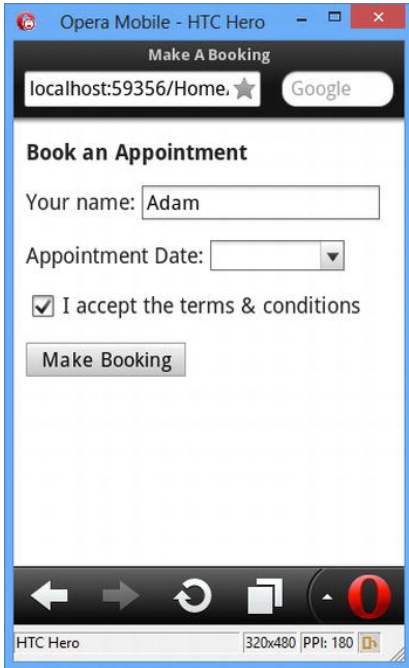 Opera Mobile - HTC Hero
Make A Booking
localhost:59356/Home. Google
Book an Appointment
Your name: Adam
Appointment Date:
I accept the terms & conditions
Make Booking
HTC Hero 320x480 PPI: 180